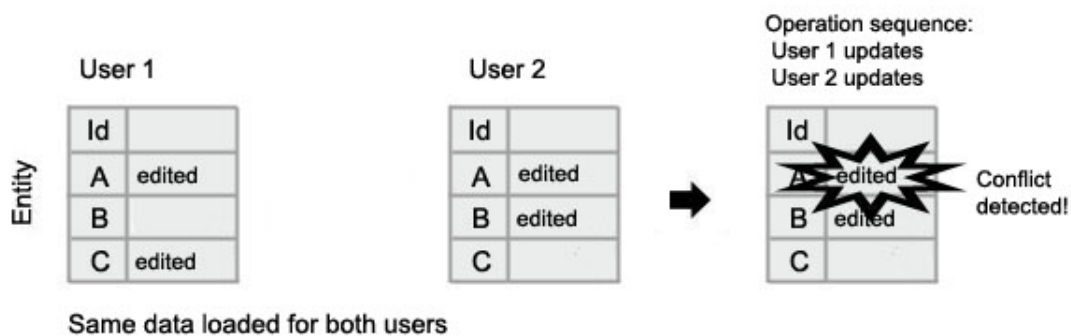 Operation sequence:
User 1 updates
User 2 updates
User 1
User 2
Entity
Id
A edited
B
C edited
Id
A edited
B edited
C
Id
A edited
B edited
C
Conflict
detected!
Same data loaded for both users